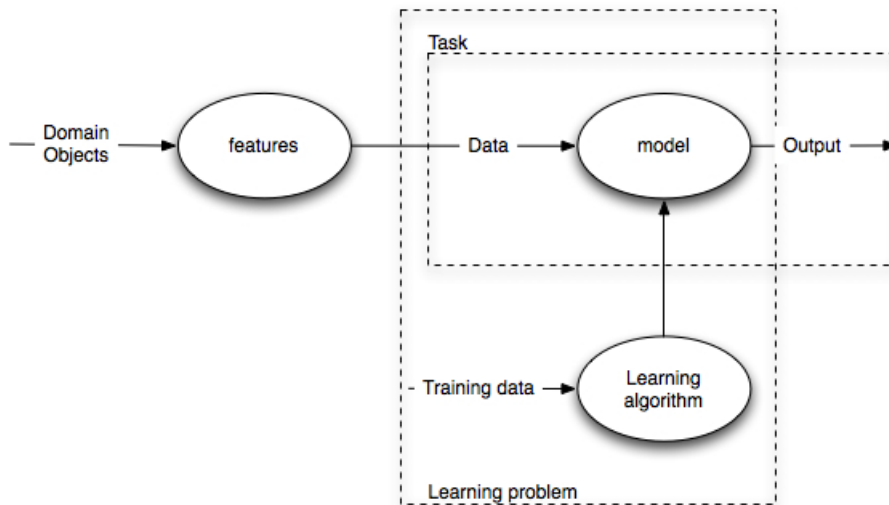 Task
Domain
Objects
features
Data
model
Output
Training data
Learning
algorithm
Learning problem